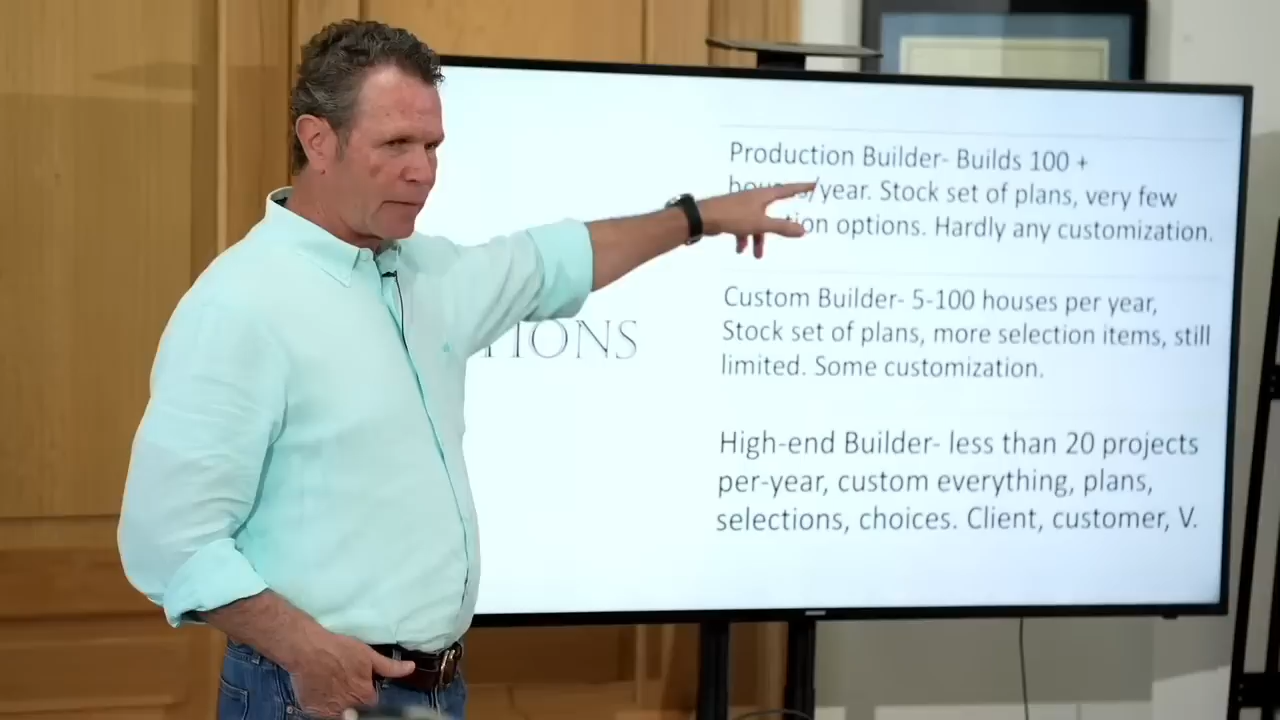 Production Builder- Builds 100 +
houses/year. Stock set of plans, very few
options. Hardly any customization.
Custom Builder- 5-100 houses per year,
Stock set of plans, more selection items, still
limited. Some customization.
High-end Builder- less than 20 projects
per-year, custom everything, plans,
selections, choices. Client, customer, V.